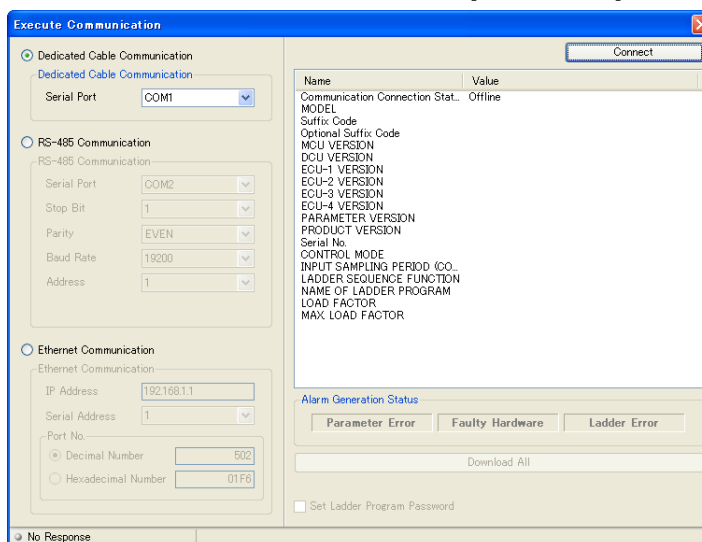 Execute Communication
Dedicated Cable Communication
Dedicated Cable Communication
Serial Port COM1
RS-485 Communication
RS-485 Communication
Serial Port COM2
Stop Bit 1
Parity EVEN
Baud Rate 19200
Address 1
Ethernet Communication
Ethernet Communication
IP Address 192.168.1.1
Serial Address 1
Port No.
Decimal Number 502
Hexadecimal Number 01F6
Connect
Name Value
Communication Connection Stat... Offline
MODEL
Suffix Code
Optional Suffix Code
MCU VERSION
DCU VERSION
ECU-1 VERSION
ECU-2 VERSION
ECU-3 VERSION
ECU-4 VERSION
PARAMETER VERSION
PRODUCT VERSION
Serial No.
CONTROL MODE
INPUT SAMPLING PERIOD (CO...
LADDER SEQUENCE FUNCTION
NAME OF LADDER PROGRAM
LOAD FACTOR
MAX. LOAD FACTOR
Alarm Generation Status
Parameter Error Faulty Hardware Ladder Error
Download All
Set Ladder Program Password
No Response